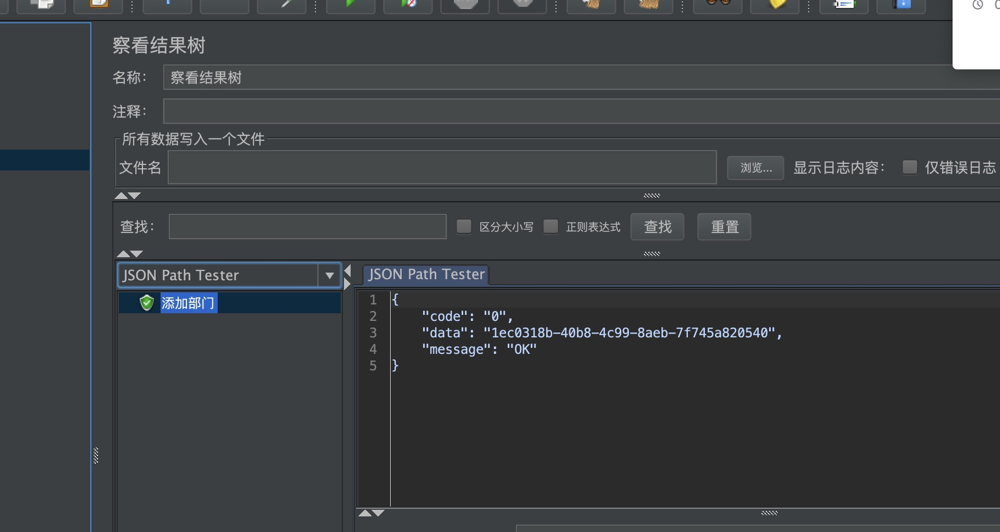 察看结果树
名称： 察看结果树
注释：
所有数据写入一个文件
文件名 浏览... 显示日志内容： 仅错误日志
查找： 区分大小写 正则表达式 查找 重置
JSON Path Tester JSON Path Tester
添加部门
1 {
2 "code": "0",
3 "data": "1ec0318b-40b8-4c99-8aeb-7f745a820540",
4 "message": "OK"
5 }